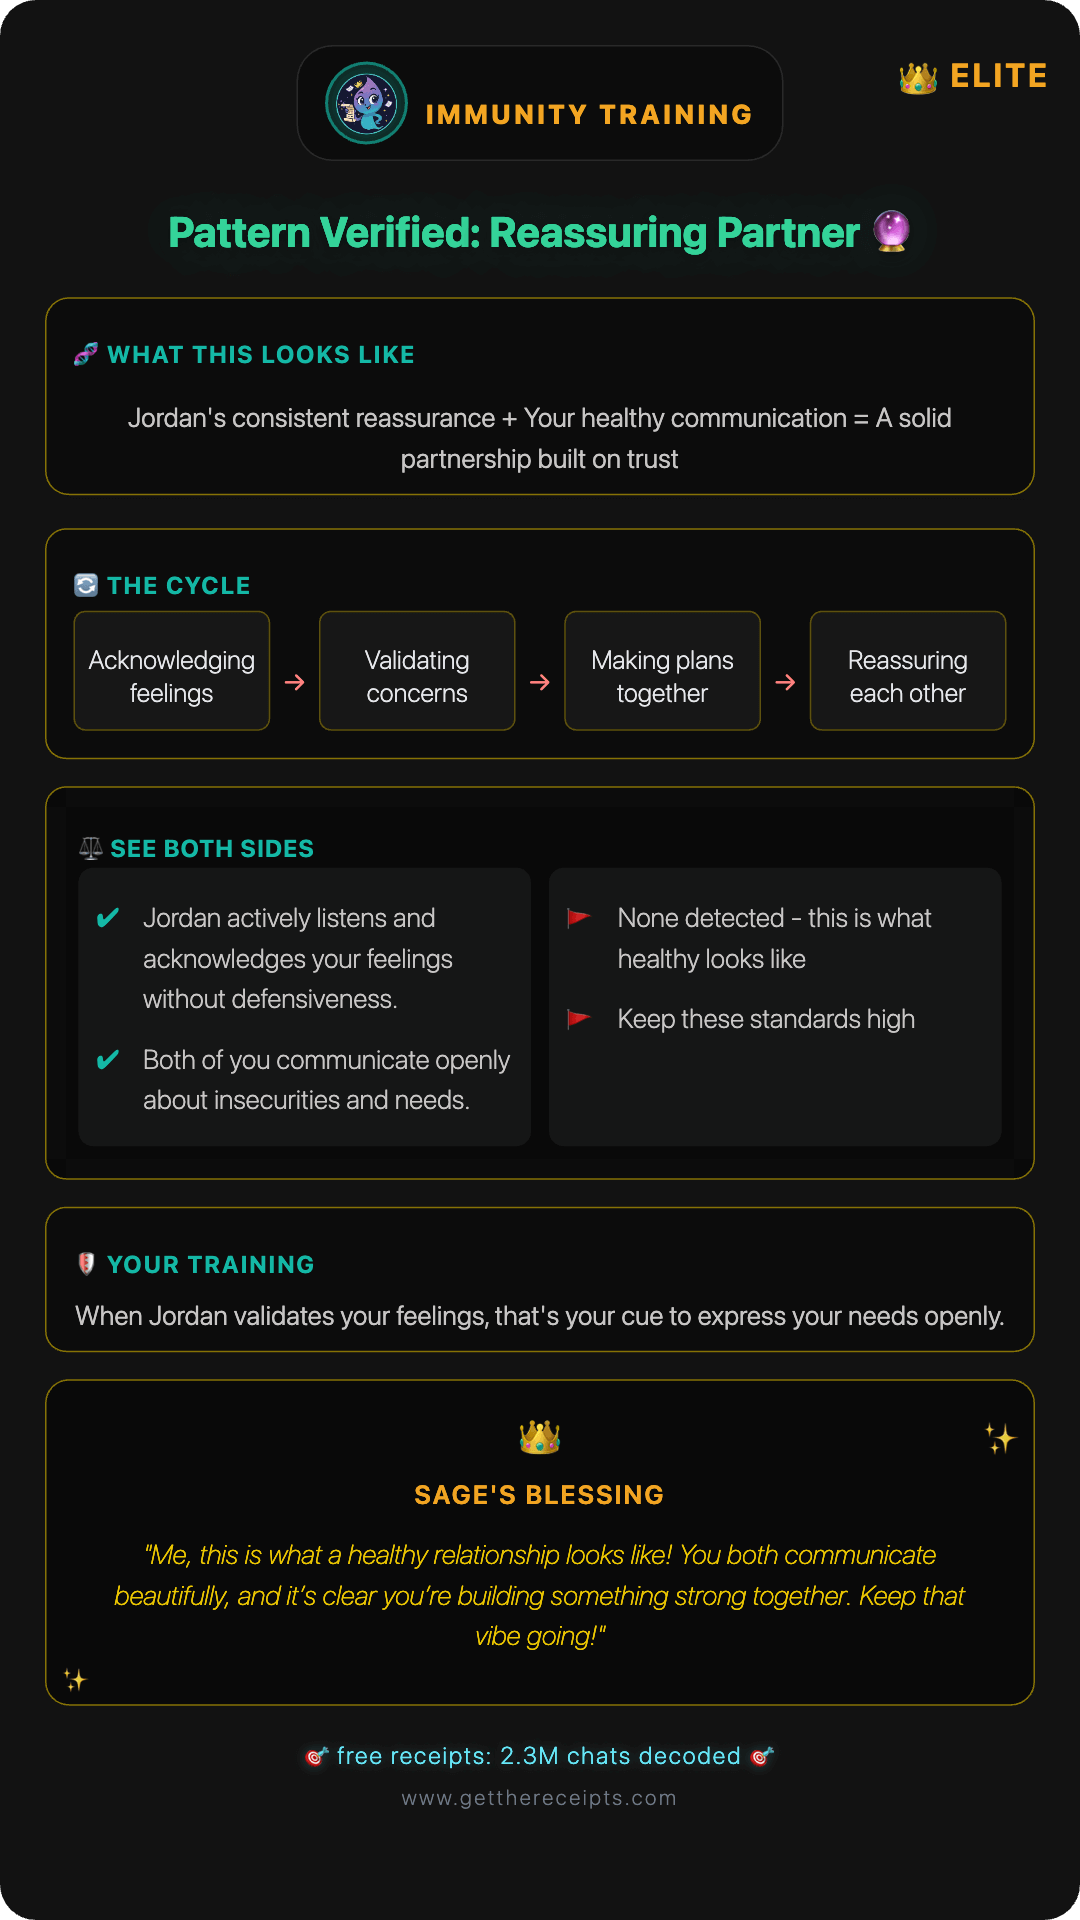 IMMUNITY TRAINING
👑 ELITE
Pattern Verified: Reassuring Partner 🔮
🧬 WHAT THIS LOOKS LIKE
Jordan's consistent reassurance + Your healthy communication = A solid
partnership built on trust
🔄 THE CYCLE
Acknowledging
feelings
→
Validating
concerns
→
Making plans
together
→
Reassuring
each other
⚖️ SEE BOTH SIDES
✔ Jordan actively listens and
acknowledges your feelings
without defensiveness.
✔ Both of you communicate openly
about insecurities and needs.
🚩 None detected - this is what
healthy looks like
🚩 Keep these standards high
🛡️ YOUR TRAINING
When Jordan validates your feelings, that's your cue to express your needs openly.
👑
✨
SAGE'S BLESSING
"Me, this is what a healthy relationship looks like! You both communicate
beautifully, and it’s clear you’re building something strong together. Keep that
vibe going!"
✨
🎯 free receipts: 2.3M chats decoded 🎯
www.getthereceipts.com